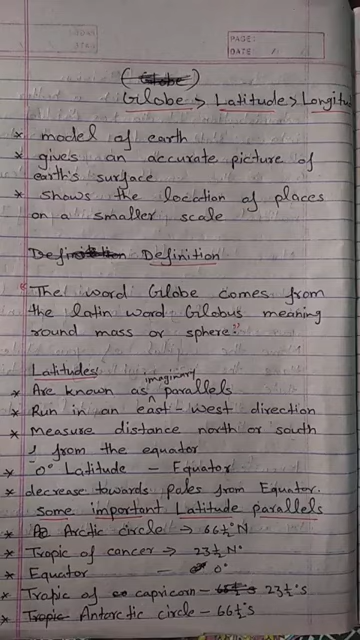 PAGE:
DATE:
(Globe)
Globe > Latitude > Longitu
* model of earth
* gives an accurate picture of
earth's surface
* shows the location of places
on a smaller scale
Definition Definition
"The word Globe comes from
the latin word Globus meaning
round mass or sphere."
Latitudes
* Are known as imaginary parallels
* Run in an east-west direction
* Measure distance north or south
from the equator
* 0° Latitude - Equator
* decrease towards poles from Equator.
some important Latitude parallels
* Arctic circle → 66½°N
* Tropic of cancer → 23½N°
* Equator - 0°
* Tropic of capricorn - 23½°s
* Tropic Antarctic circle - 66½°s